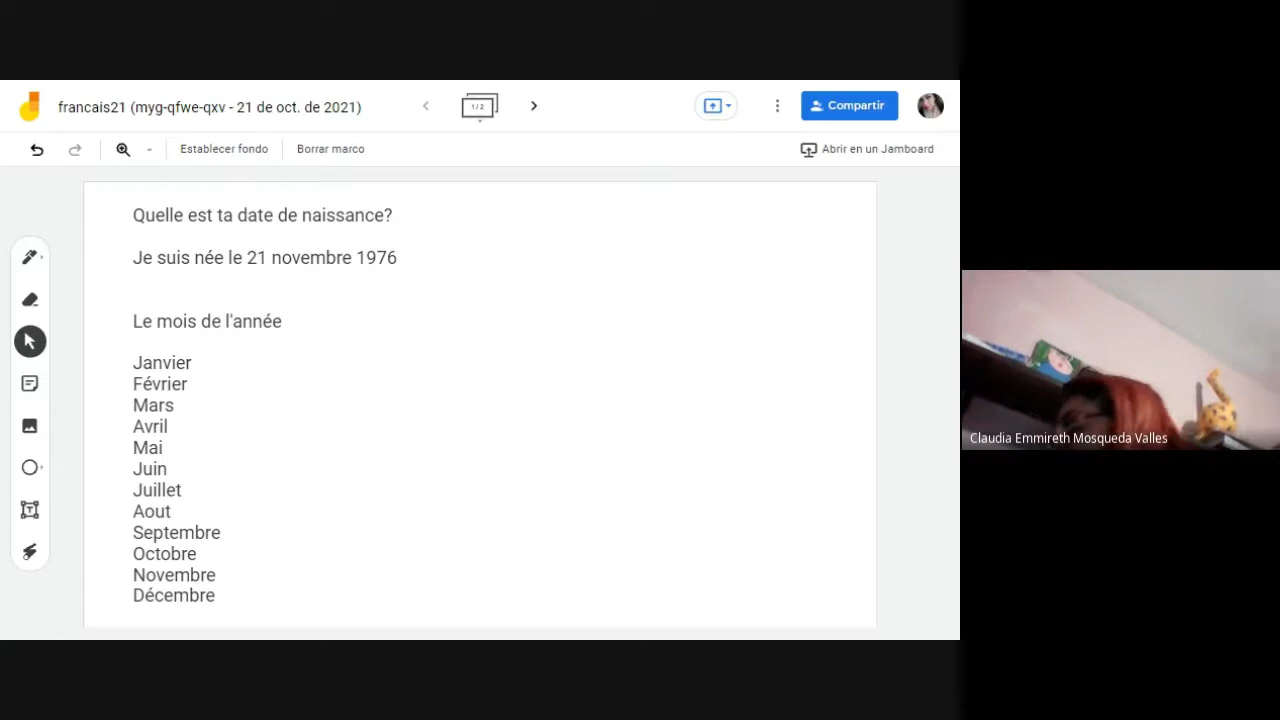 francais21 (myg-qfwe-qxv - 21 de oct. de 2021)
1/2
Compartir
Establecer fondo
Borrar marco
Abrir en un Jamboard
Quelle est ta date de naissance?
Je suis née le 21 novembre 1976
Le mois de l'année
Janvier
Février
Mars
Avril
Mai
Juin
Juillet
Aout
Septembre
Octobre
Novembre
Décembre
Claudia Emmireth Mosqueda Valles